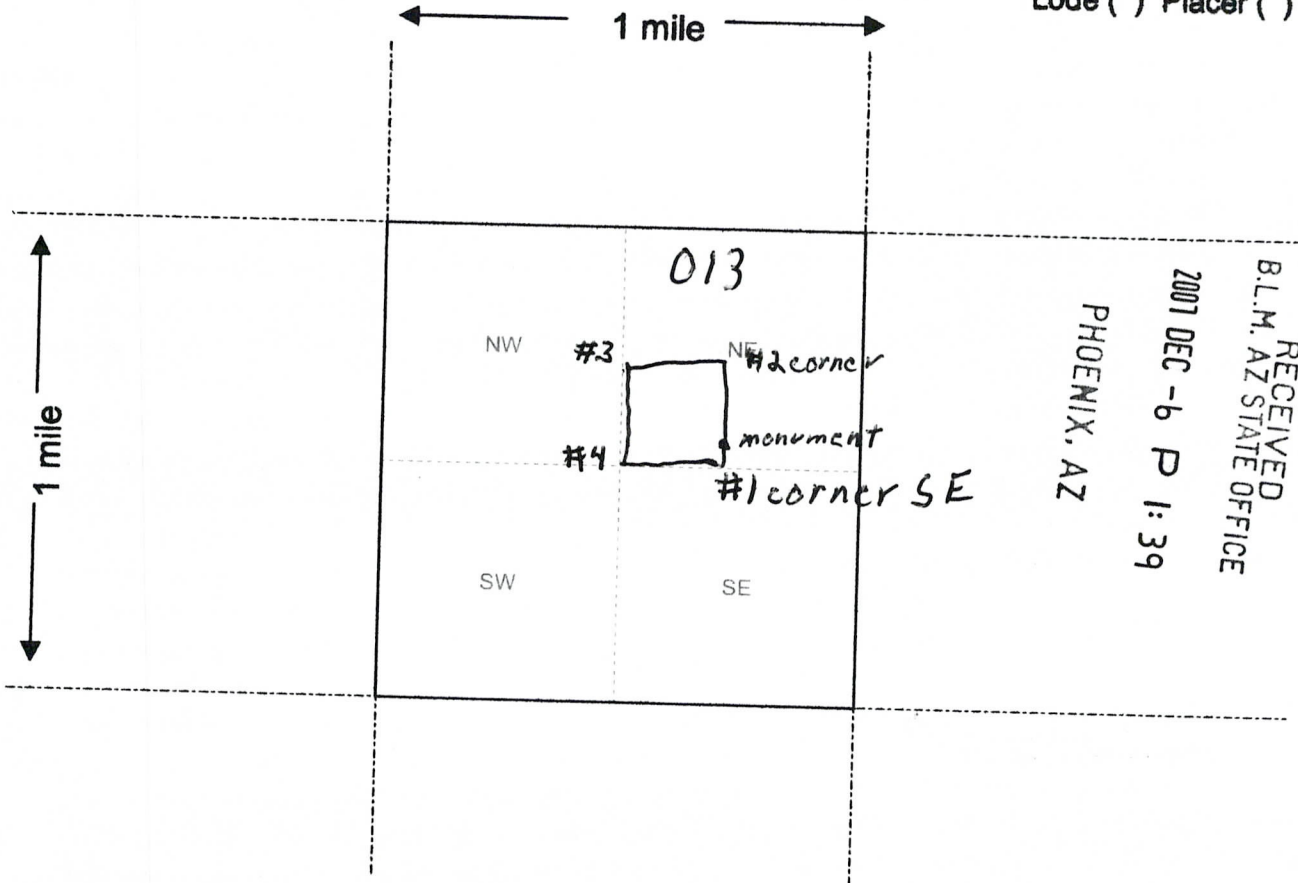 Lode ( ) Placer ( )
1 mile
1 mile
013
NW
NE
#3
#2 corner
monument
#4
#1 corner SE
SW
SE
RECEIVED
B.L.M. AZ STATE OFFICE
2007 DEC -6 P 1:39
PHOENIX, AZ